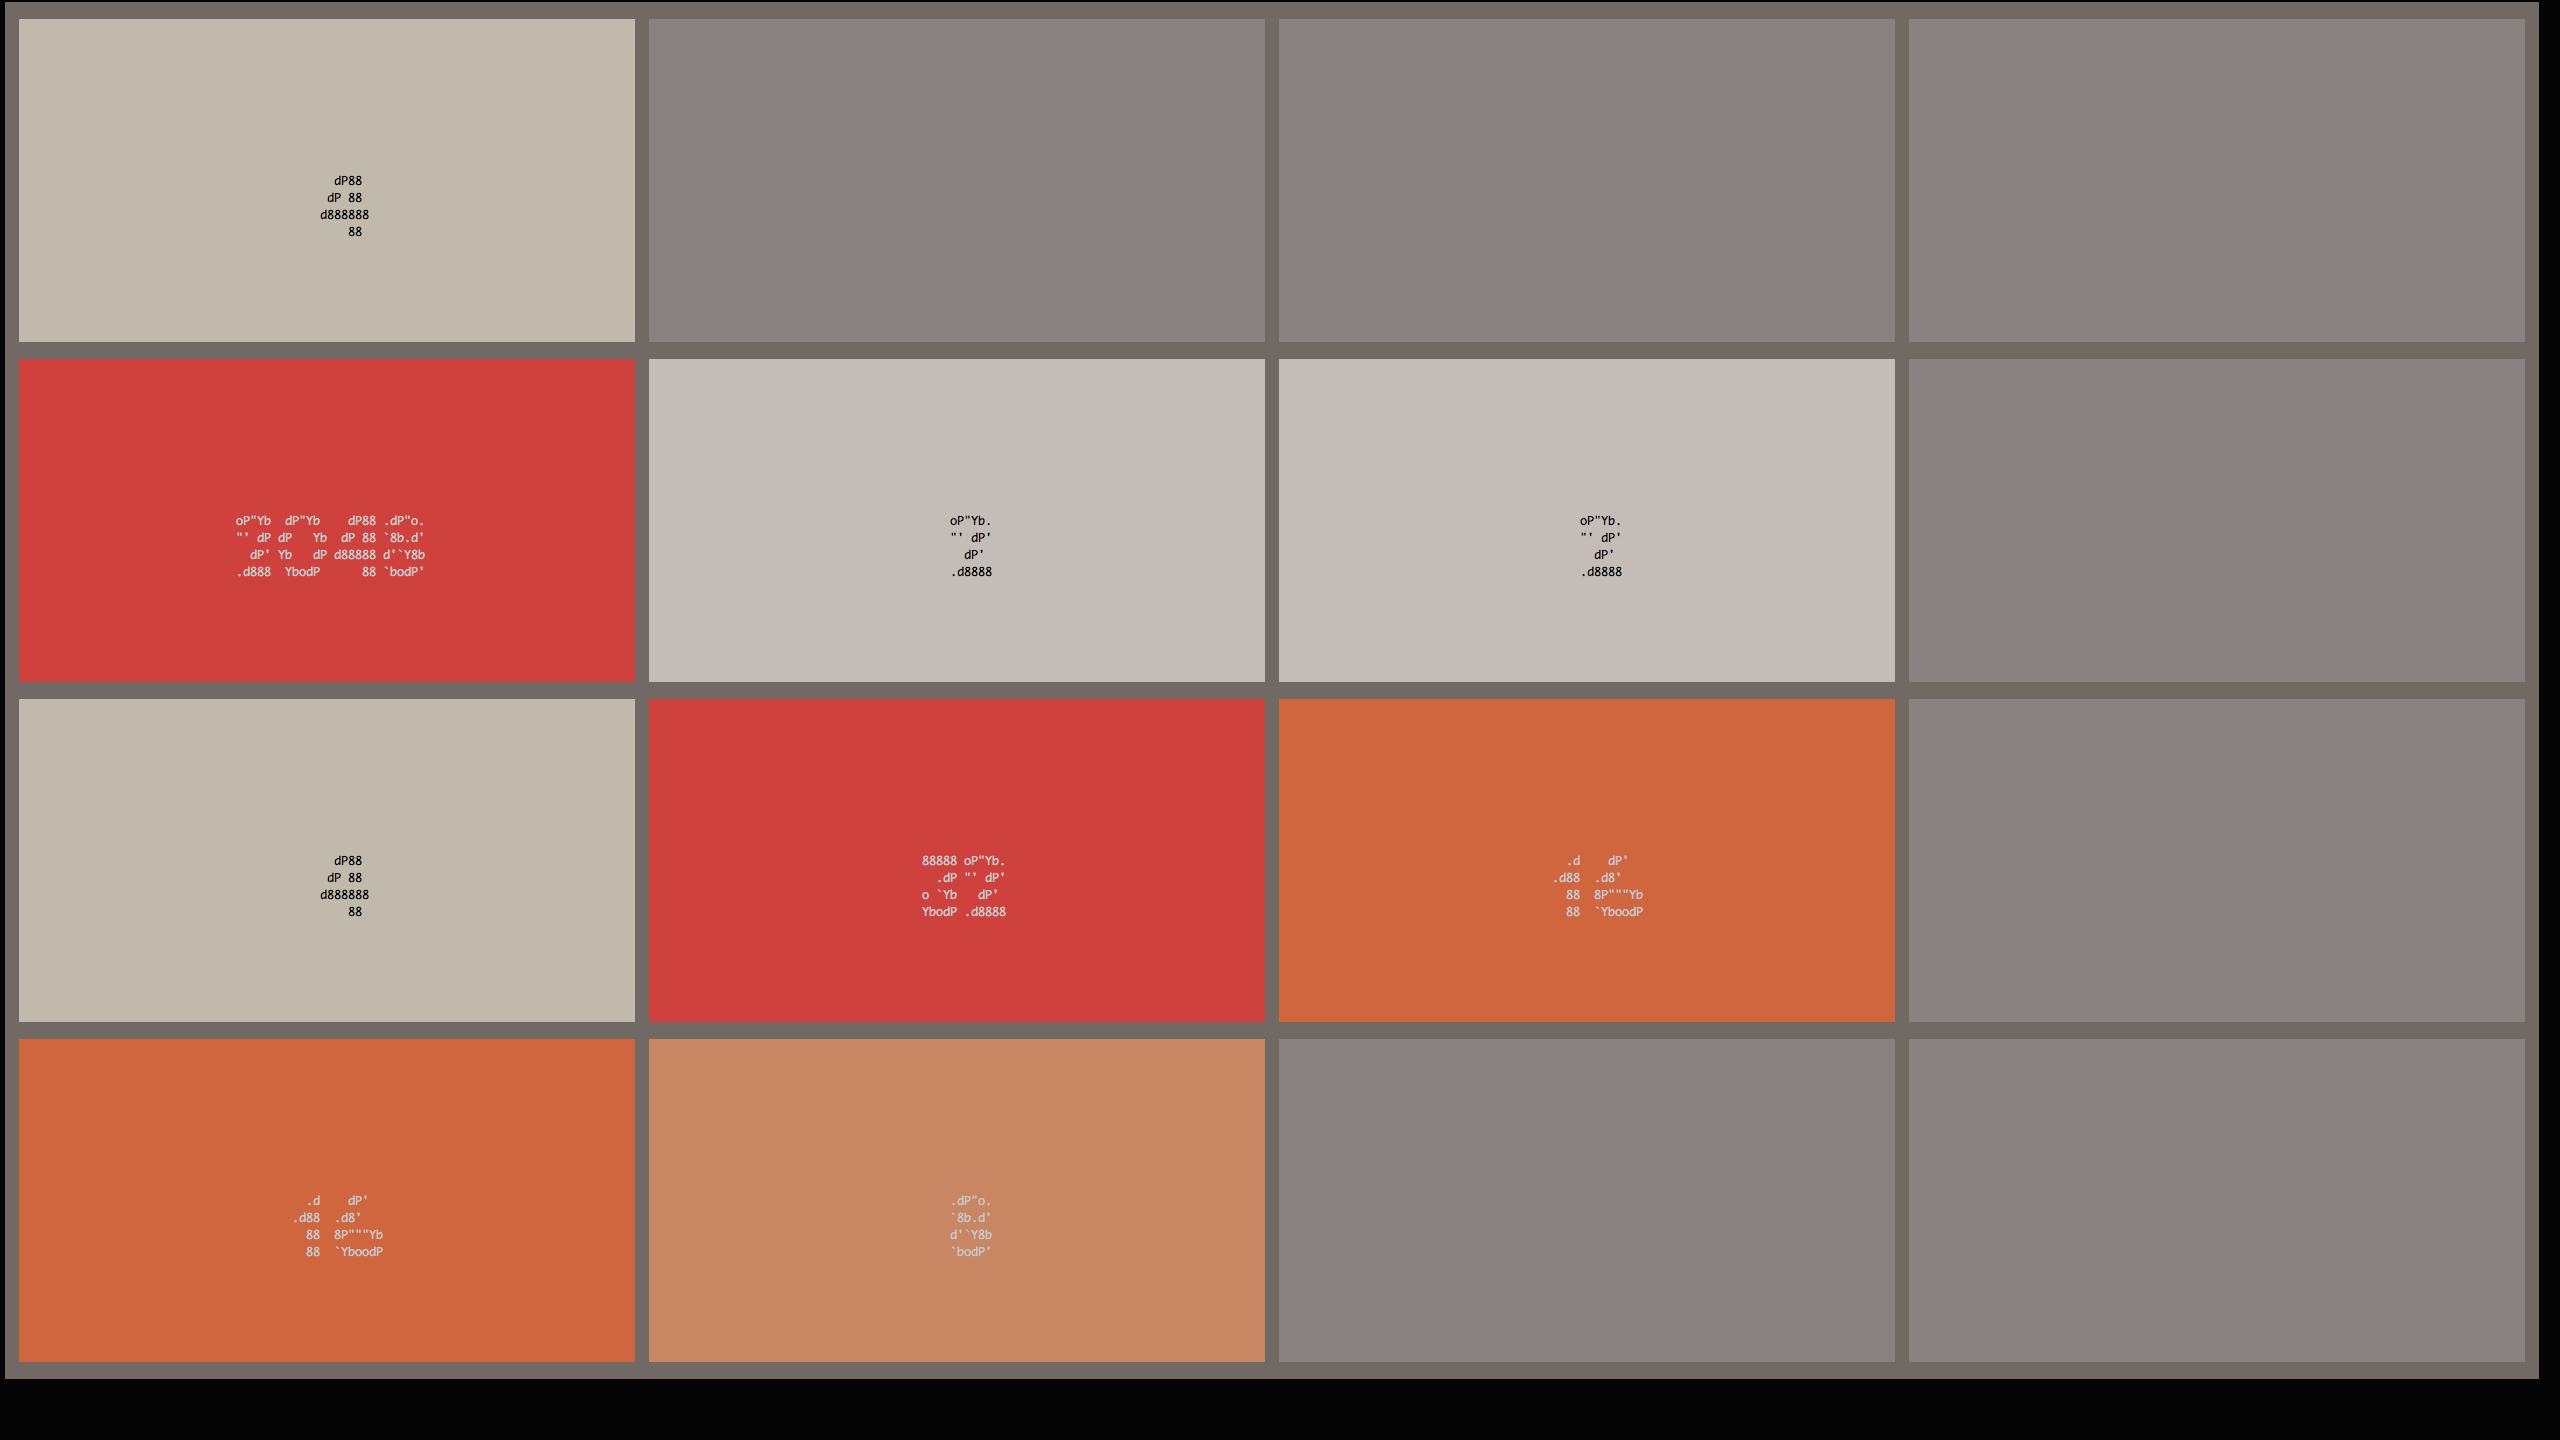 dP88
dP 88
d888888
88
oP"Yb  dP"Yb    dP88 .dP"o.
"' dP dP   Yb  dP 88 `8b.d'
dP' Yb   dP d88888 d'`Y8b
.d888  YbodP      88 `bodP'
oP"Yb.
"' dP'
dP'
.d8888
oP"Yb.
"' dP'
dP'
.d8888
dP88
dP 88
d888888
88
88888 oP"Yb.
.dP "' dP'
o `Yb   dP'
YbodP .d8888
.d    dP'
.d88  .d8'
88  8P"""Yb
88  `YboodP
.d    dP'
.d88  .d8'
88  8P"""Yb
88  `YboodP
.dP"o.
`8b.d'
d'`Y8b
`bodP'